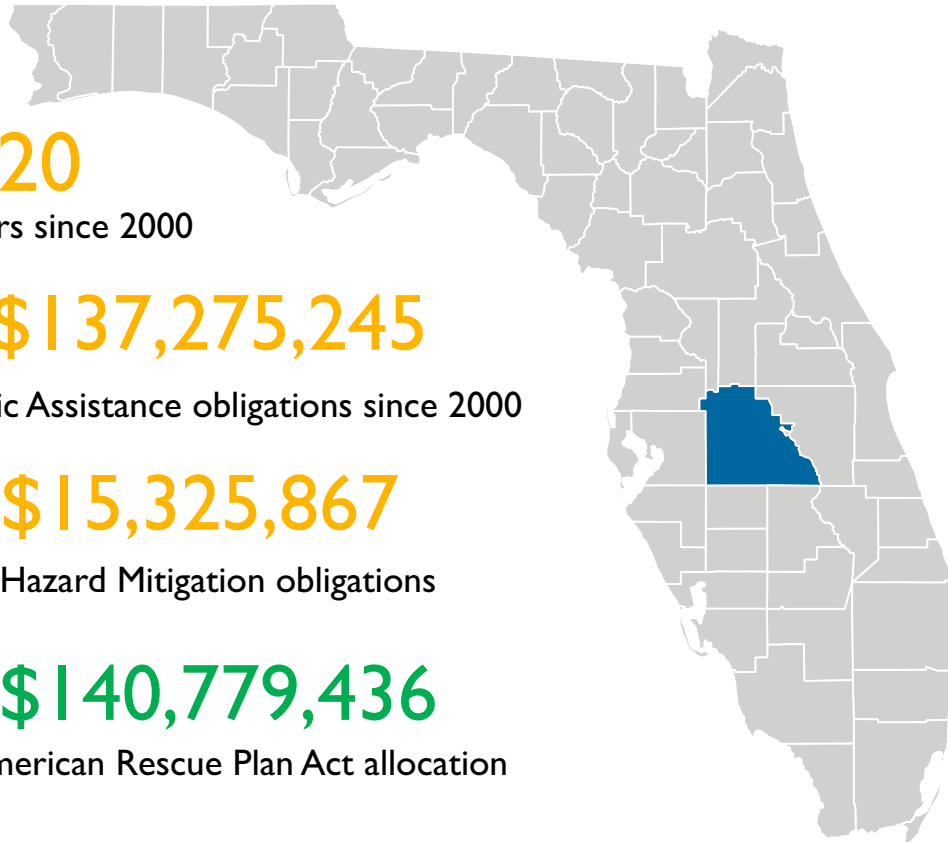 20
rs since 2000
$137,275,245
ic Assistance obligations since 2000
$15,325,867
Hazard Mitigation obligations
$140,779,436
merican Rescue Plan Act allocation